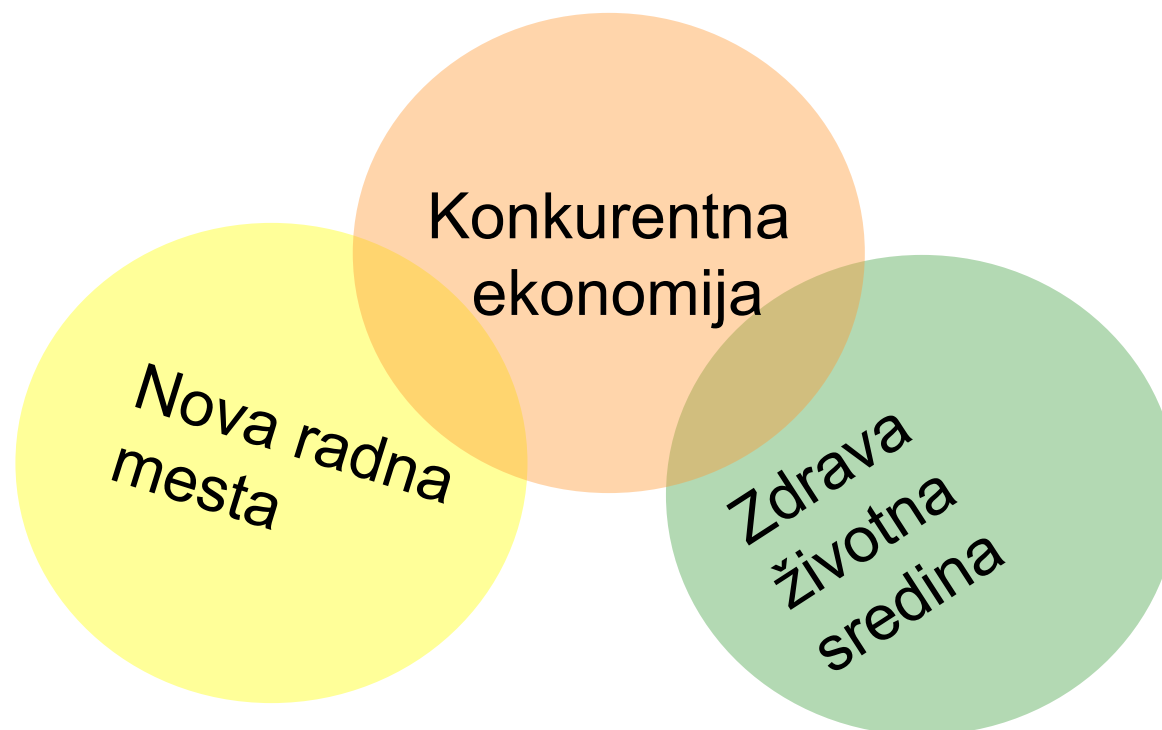 Konkurentna
ekonomija
Nova radna
mesta
Zdrava
životna
sredina